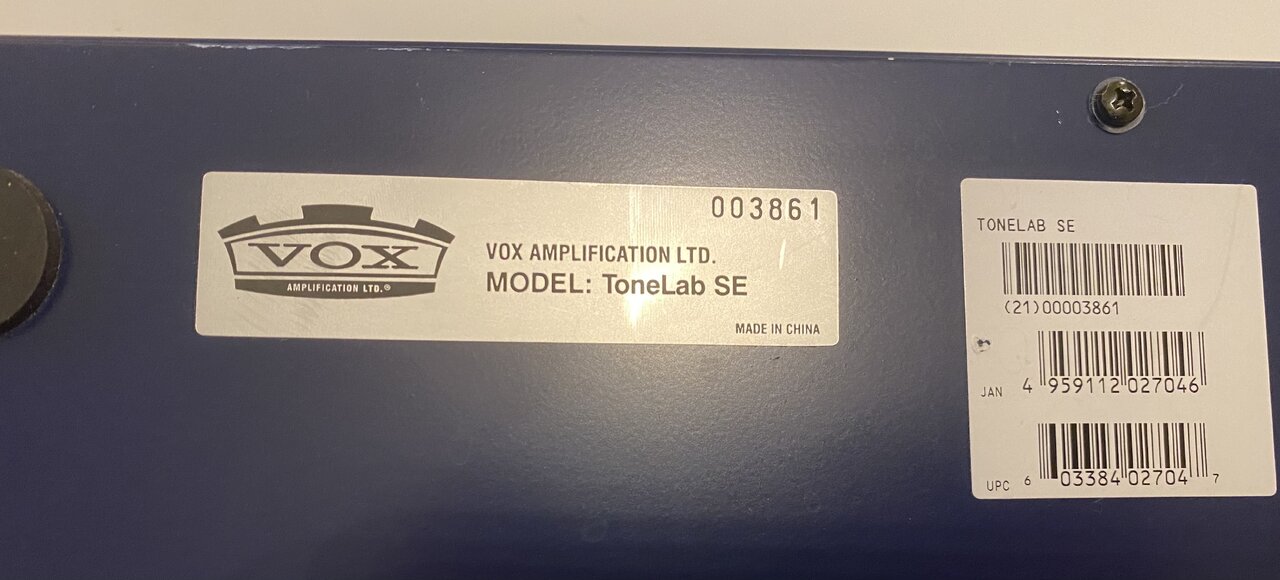 003861
VOX
AMPLIFICATION LTD.®
VOX AMPLIFICATION LTD.
MODEL: ToneLab SE
MADE IN CHINA
TONELAB SE
(21)00003861
JAN 4 959112 027046
UPC 6 03384 02704 7